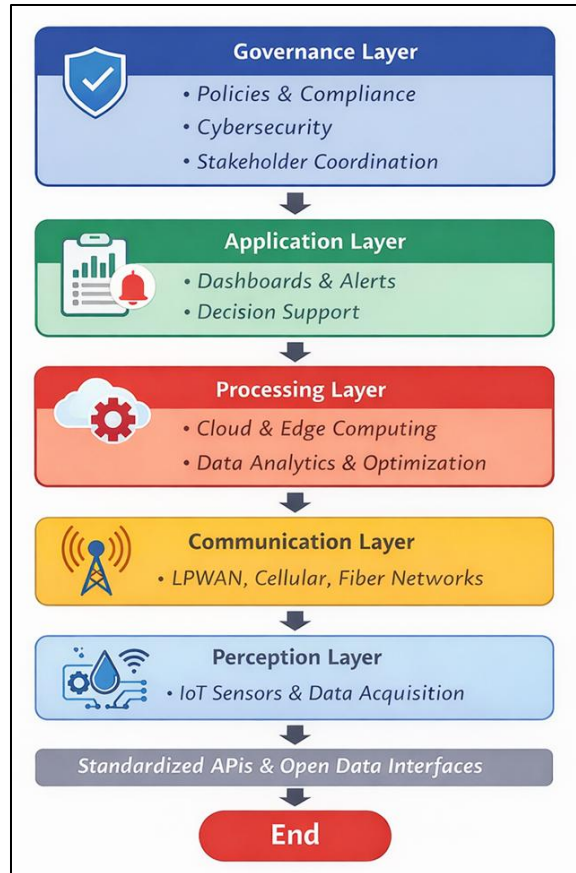 Governance Layer
• Policies & Compliance
• Cybersecurity
• Stakeholder Coordination
Application Layer
• Dashboards & Alerts
• Decision Support
Processing Layer
• Cloud & Edge Computing
• Data Analytics & Optimization
Communication Layer
• LPWAN, Cellular, Fiber Networks
Perception Layer
• IoT Sensors & Data Acquisition
Standardized APIs & Open Data Interfaces
End